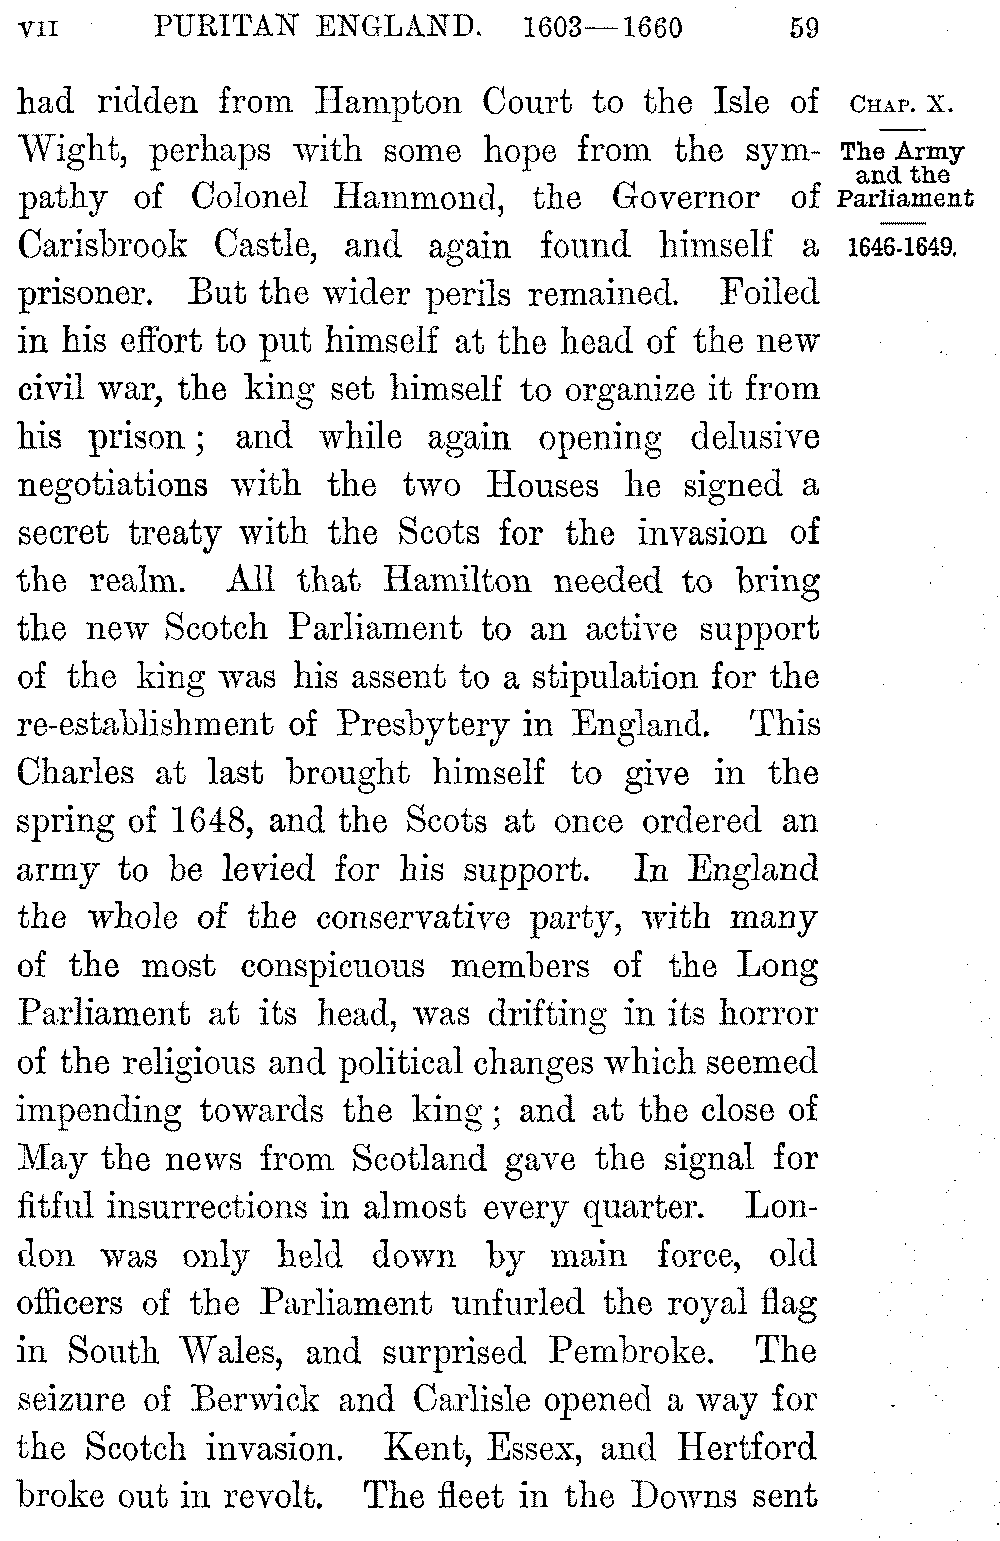 VII PURITAN ENGLAND. 1603—1660 59
had ridden from Hampton Court to the Isle of
Wight, perhaps with some hope from the sym-
pathy of Colonel Hammond, the Governor of
Carisbrook Castle, and again found himself a
prisoner. But the wider perils remained. Foiled
in his effort to put himself at the head of the new
civil war, the king set himself to organize it from
his prison; and while again opening delusive
negotiations with the two Houses he signed a
secret treaty with the Scots for the invasion of
the realm. All that Hamilton needed to bring
the new Scotch Parliament to an active support
of the king was his assent to a stipulation for the
re-establishment of Presbytery in England. This
Charles at last brought himself to give in the
spring of 1648, and the Scots at once ordered an
army to be levied for his support. In England
the whole of the conservative party, with many
of the most conspicuous members of the Long
Parliament at its head, was drifting in its horror
of the religious and political changes which seemed
impending towards the king; and at the close of
May the news from Scotland gave the signal for
fitful insurrections in almost every quarter. Lon-
don was only held down by main force, old
officers of the Parliament unfurled the royal flag
in South Wales, and surprised Pembroke. The
seizure of Berwick and Carlisle opened a way for
the Scotch invasion. Kent, Essex, and Hertford
broke out in revolt. The fleet in the Downs sent
CHAP. X.
The Army
and the
Parliament
1646-1649.